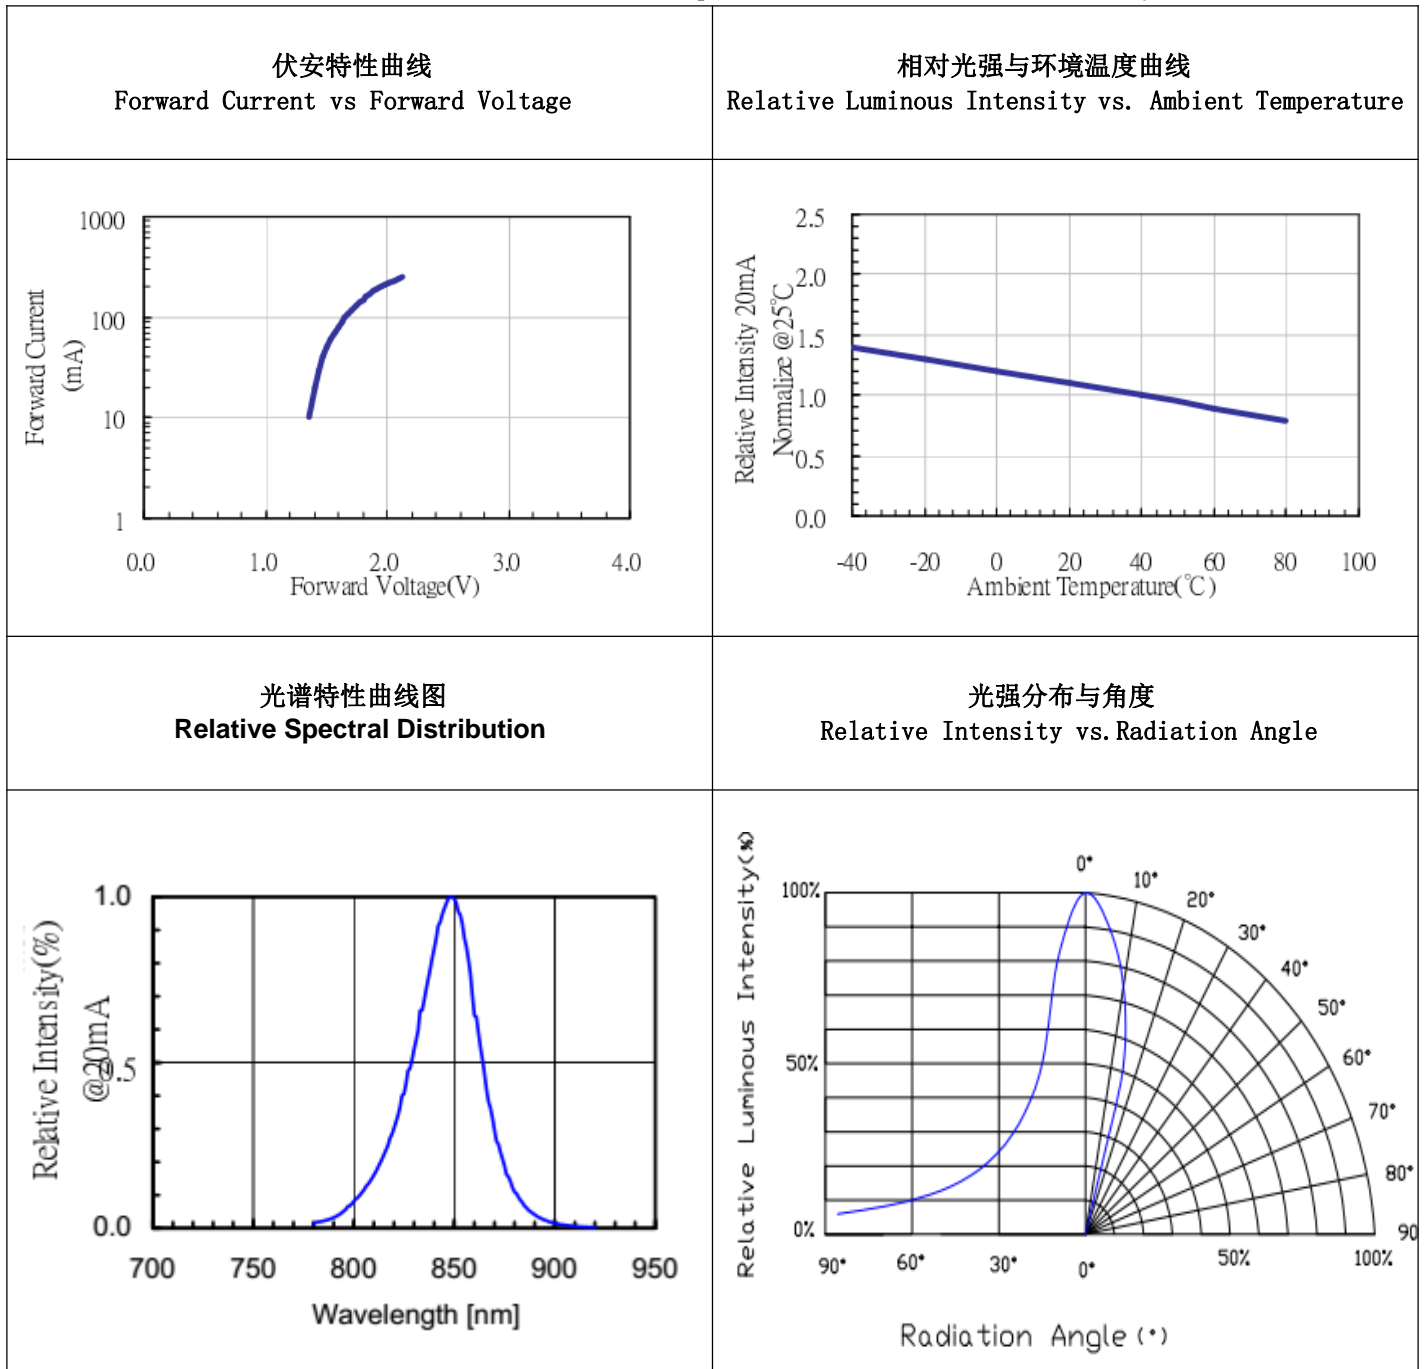 伏安特性曲线
Forward Current vs Forward Voltage
相对光强与环境温度曲线
Relative Luminous Intensity vs. Ambient Temperature
1000
100
10
1
Forward Current
(mA)
0.0 1.0 2.0 3.0 4.0
Forward Voltage(V)
2.5
2.0
1.5
1.0
0.5
0.0
Relative Intensity 20mA
Normalize @25℃
-40 -20 0 20 40 60 80 100
Ambient Temperature(℃)
光谱特性曲线图
Relative Spectral Distribution
光强分布与角度
Relative Intensity vs.Radiation Angle
1.0
0.5
0.0
Relative Intensity(%)
@20mA
700 750 800 850 900 950
Wavelength [nm]
Relative Luminous Intensity(%)
100%
50%
0%
0°
10°
20°
30°
40°
50°
60°
70°
80°
90
90° 60° 30° 0° 50% 100%
Radiation Angle(°)